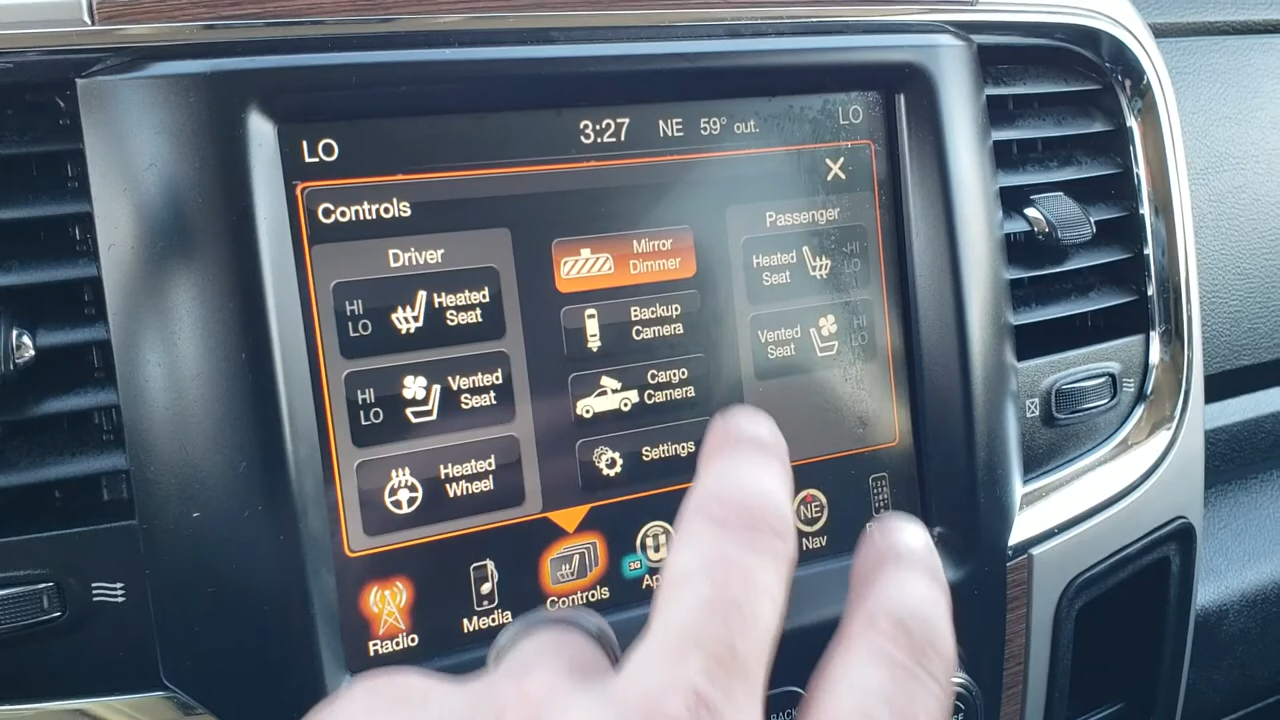 LO
3:27 NE 59° out.
LO
X
Controls
Driver
HI
LO
Heated
Seat
HI
LO
Vented
Seat
Heated
Wheel
Mirror
Dimmer
Backup
Camera
Cargo
Camera
Settings
Passenger
Heated
Seat
HI
LO
Vented
Seat
HI
LO
Radio
Media
Controls
3G
NE
Nav
BACK